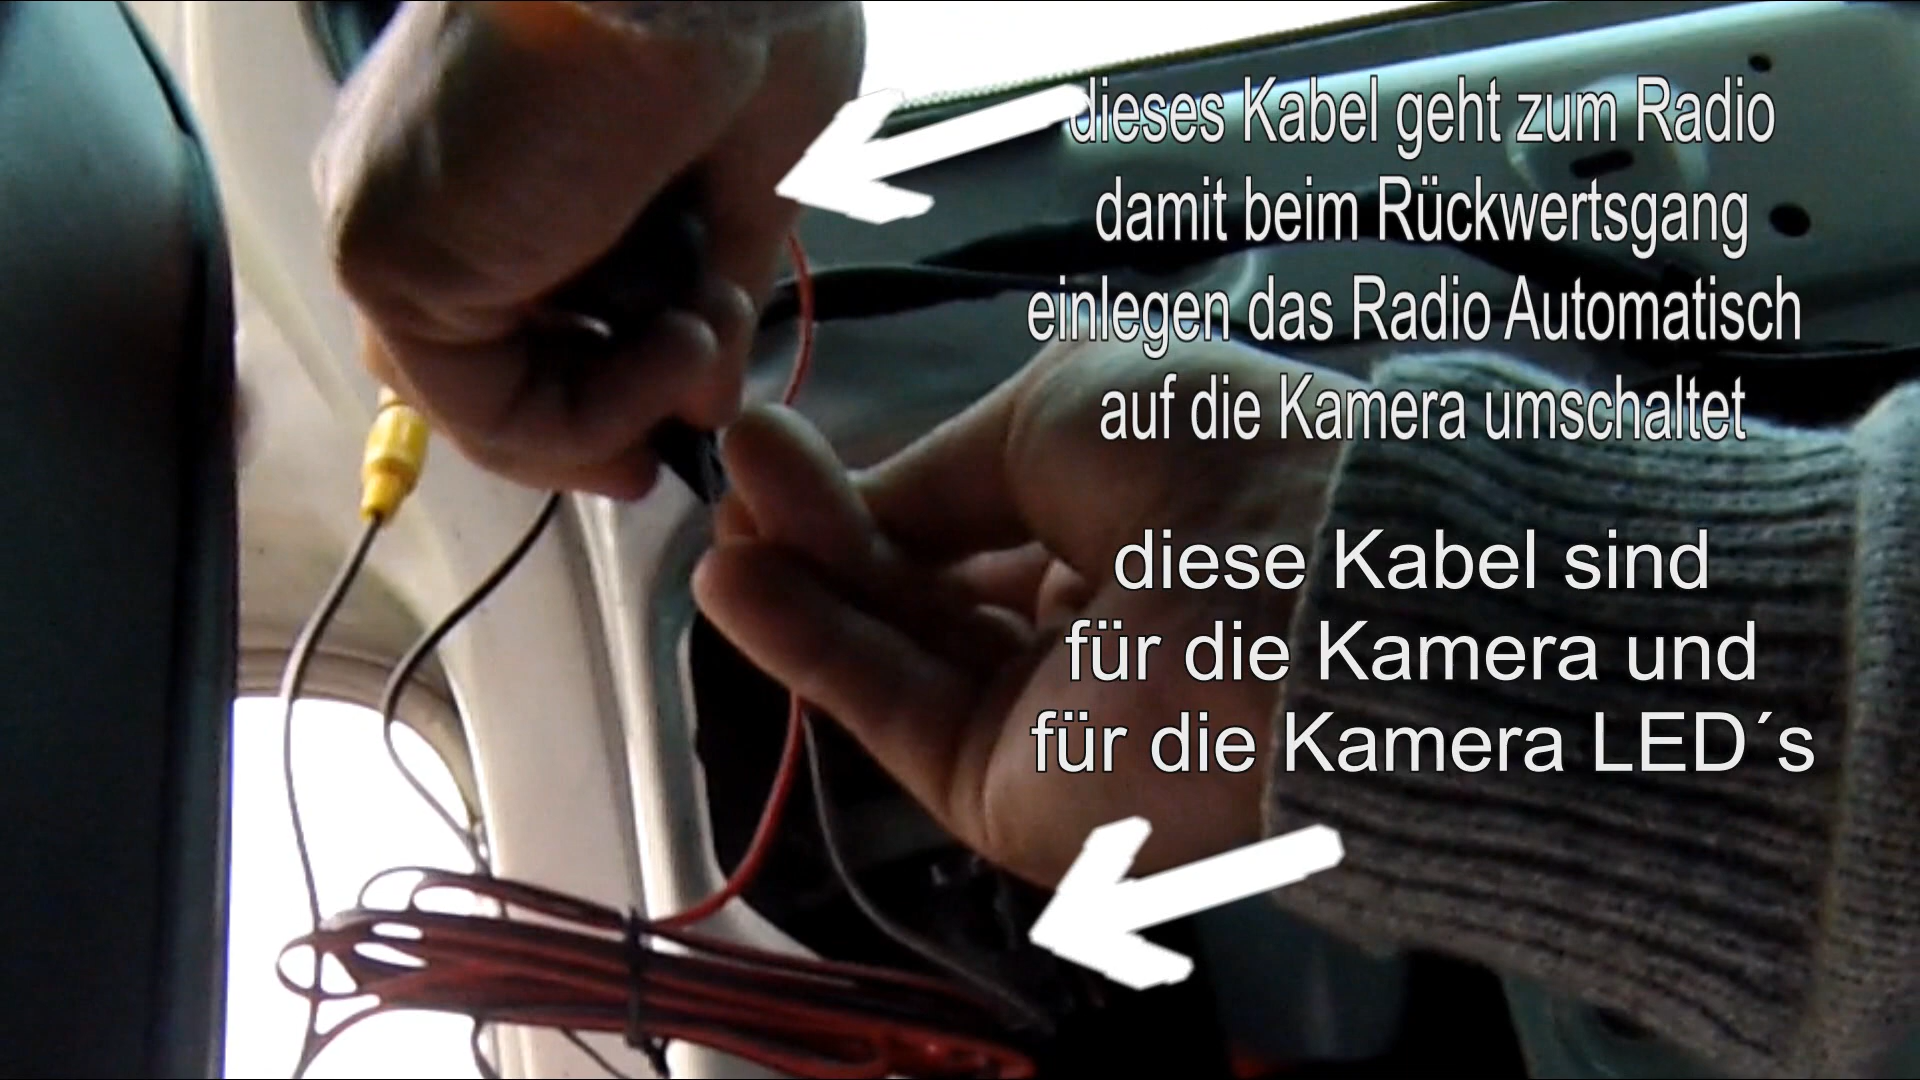 dieses Kabel geht zum Radio
damit beim Rückwertsgang
einlegen das Radio Automatisch
auf die Kamera umschaltet
diese Kabel sind
für die Kamera und
für die Kamera LED´s